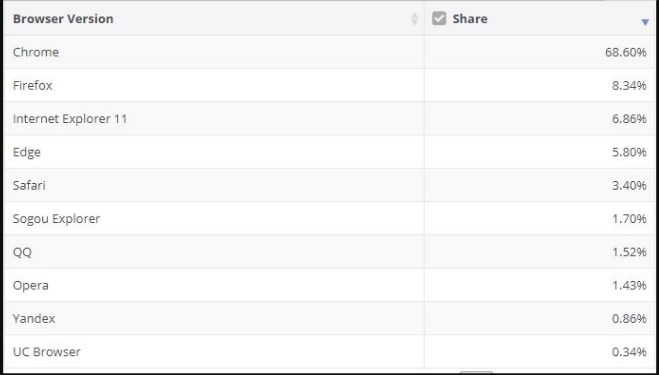 Browser Version Share
Chrome 68.60%
Firefox 8.34%
Internet Explorer 11 6.86%
Edge 5.80%
Safari 3.40%
Sogou Explorer 1.70%
QQ 1.52%
Opera 1.43%
Yandex 0.86%
UC Browser 0.34%